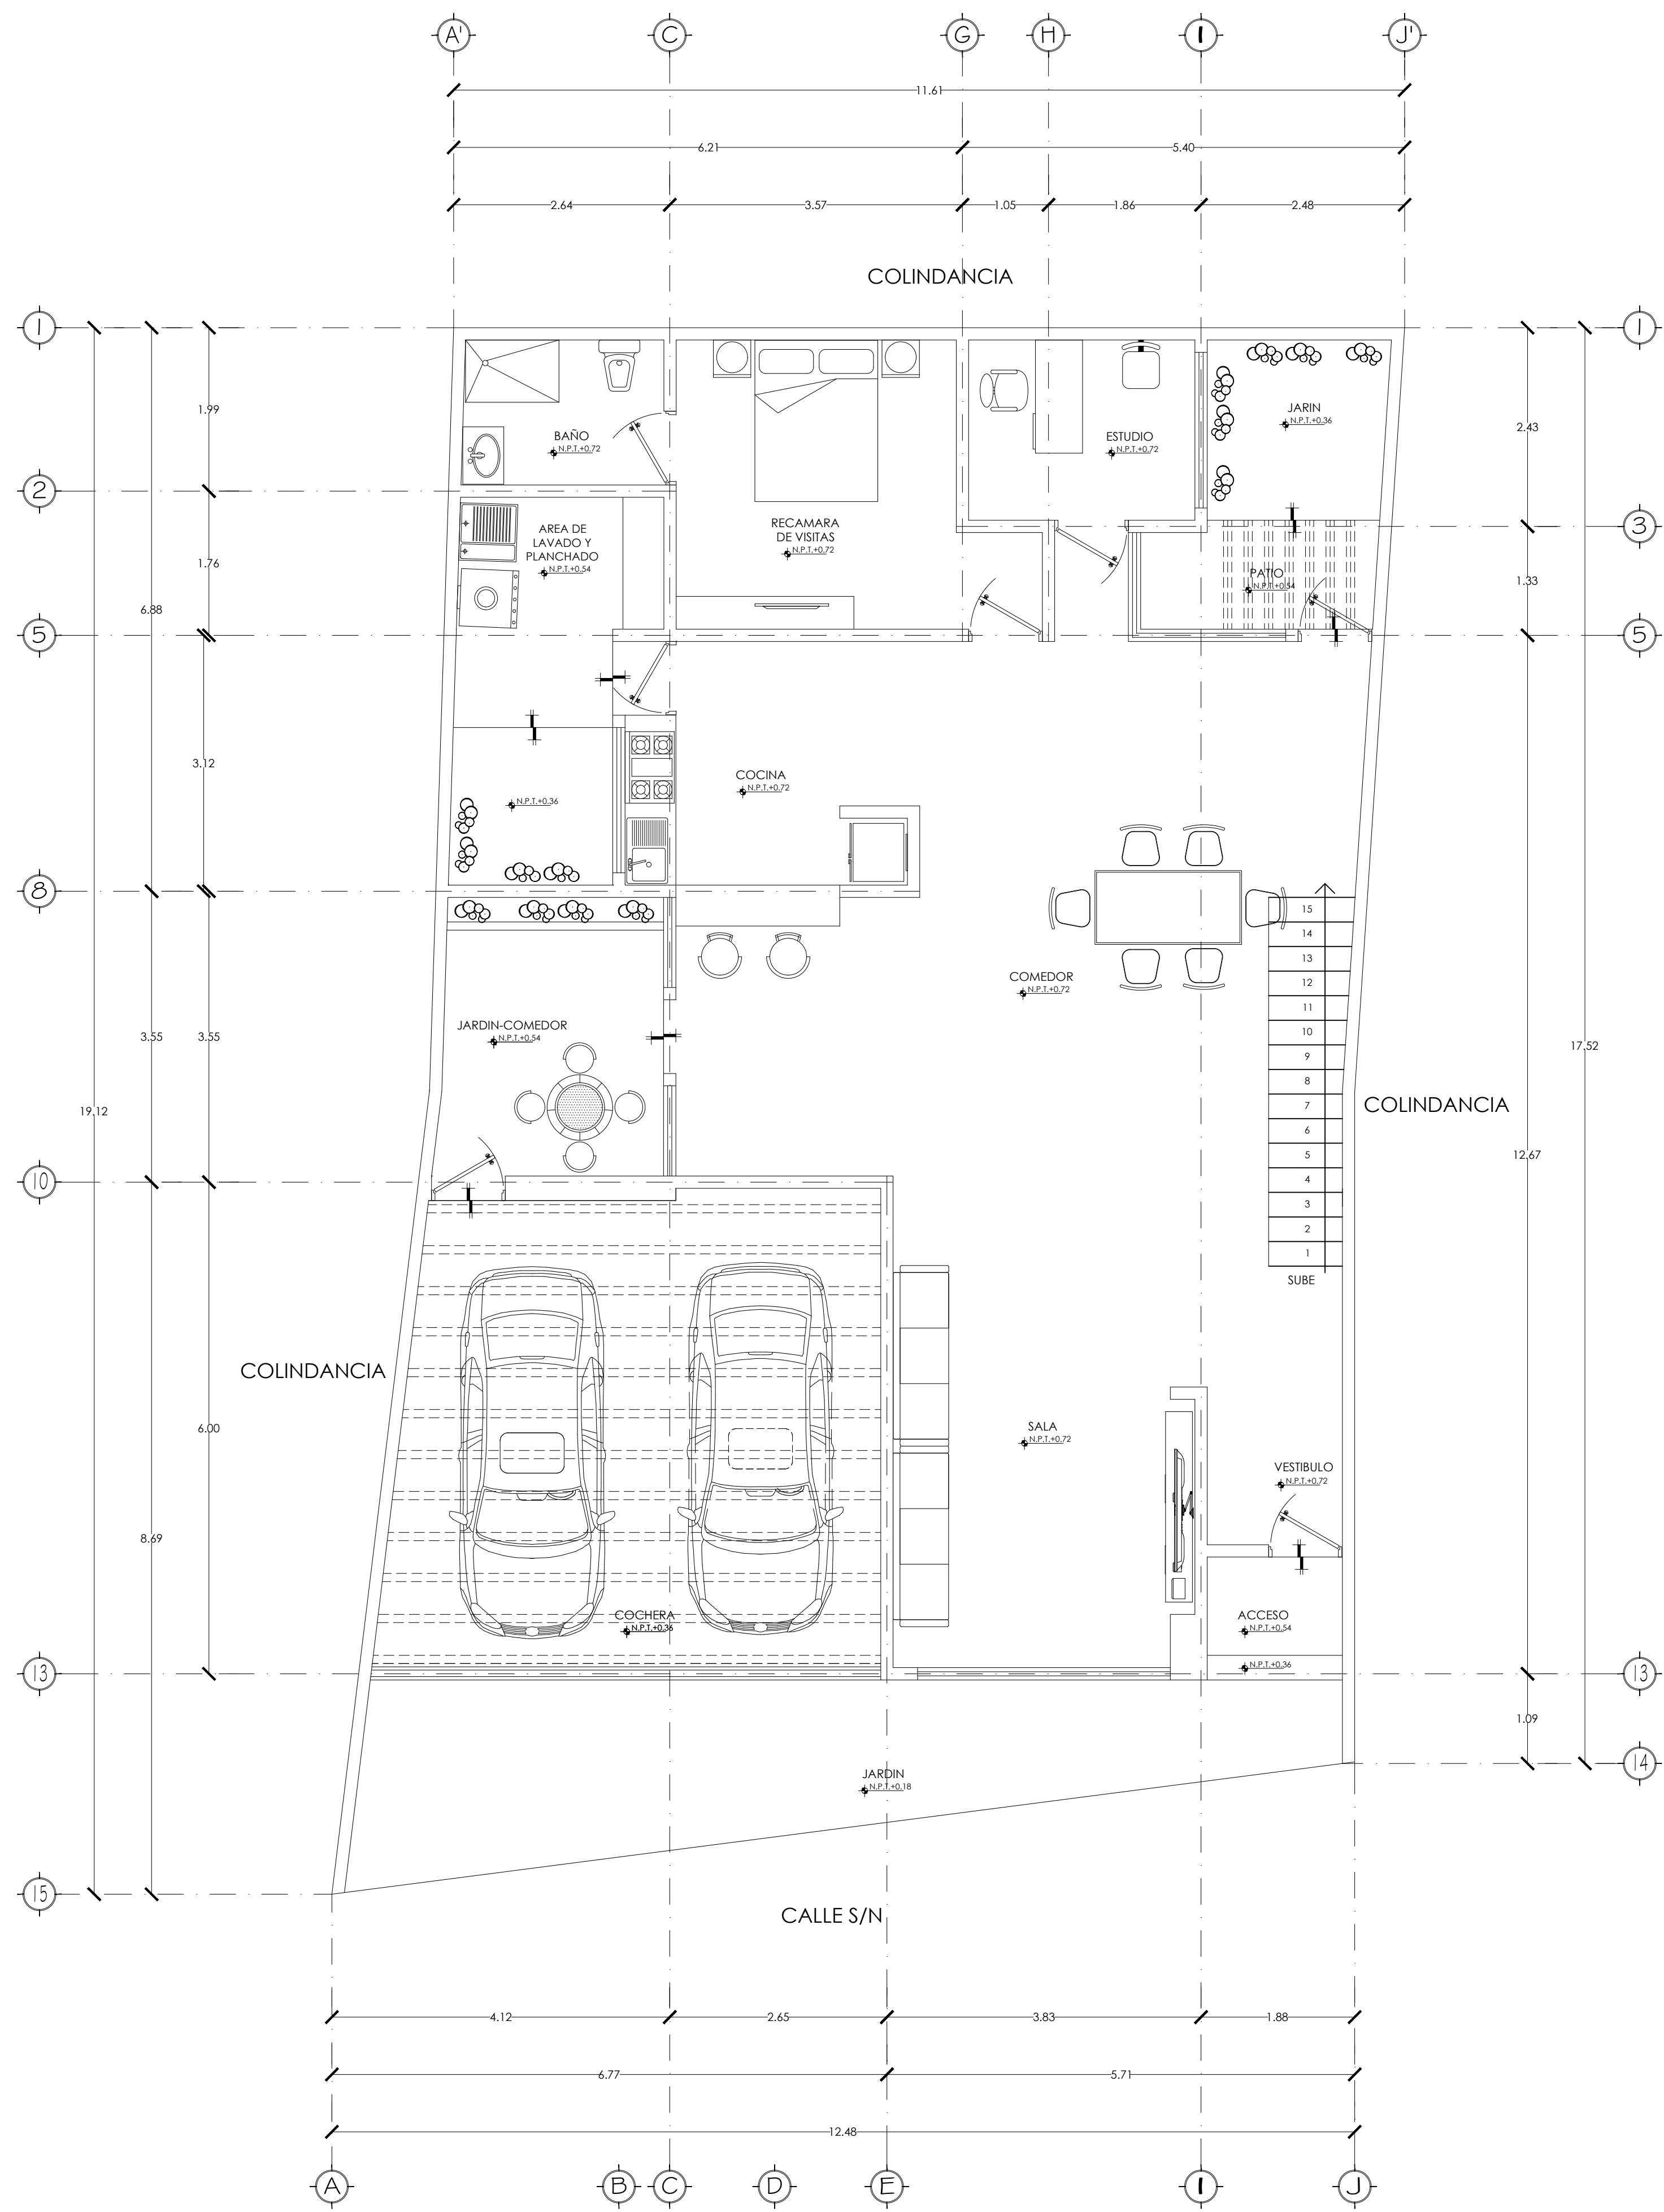 A' C G H I J'
11.61
6.21 5.40
2.64 3.57 1.05 1.86 2.48
COLINDANCIA
1 1
1.99
2.43
JARIN
N.P.T.+0.36
BAÑO
N.P.T.+0.72
ESTUDIO
N.P.T.+0.72
2
AREA DE
LAVADO Y
PLANCHADO
N.P.T.+0.54
RECAMARA
DE VISITAS
N.P.T.+0.72
3
1.76
PATIO
N.P.T.+0.54
1.33
6.88
5 5
3.12
COCINA
N.P.T.+0.72
N.P.T.+0.36
8
15
14
13
12
11
10
9
8
7
6
5
4
3
2
1
SUBE
COMEDOR
N.P.T.+0.72
JARDIN-COMEDOR
N.P.T.+0.54
3.55 3.55
17.52
19.12
COLINDANCIA
12.67
10
COLINDANCIA
6.00
SALA
N.P.T.+0.72
VESTIBULO
N.P.T.+0.72
8.69
COCHERA
N.P.T.+0.36
ACCESO
N.P.T.+0.54
N.P.T.+0.36
13 13
1.09
14
JARDIN
N.P.T.+0.18
15
CALLE S/N
4.12 2.65 3.83 1.88
6.77 5.71
12.48
A B C D E I J